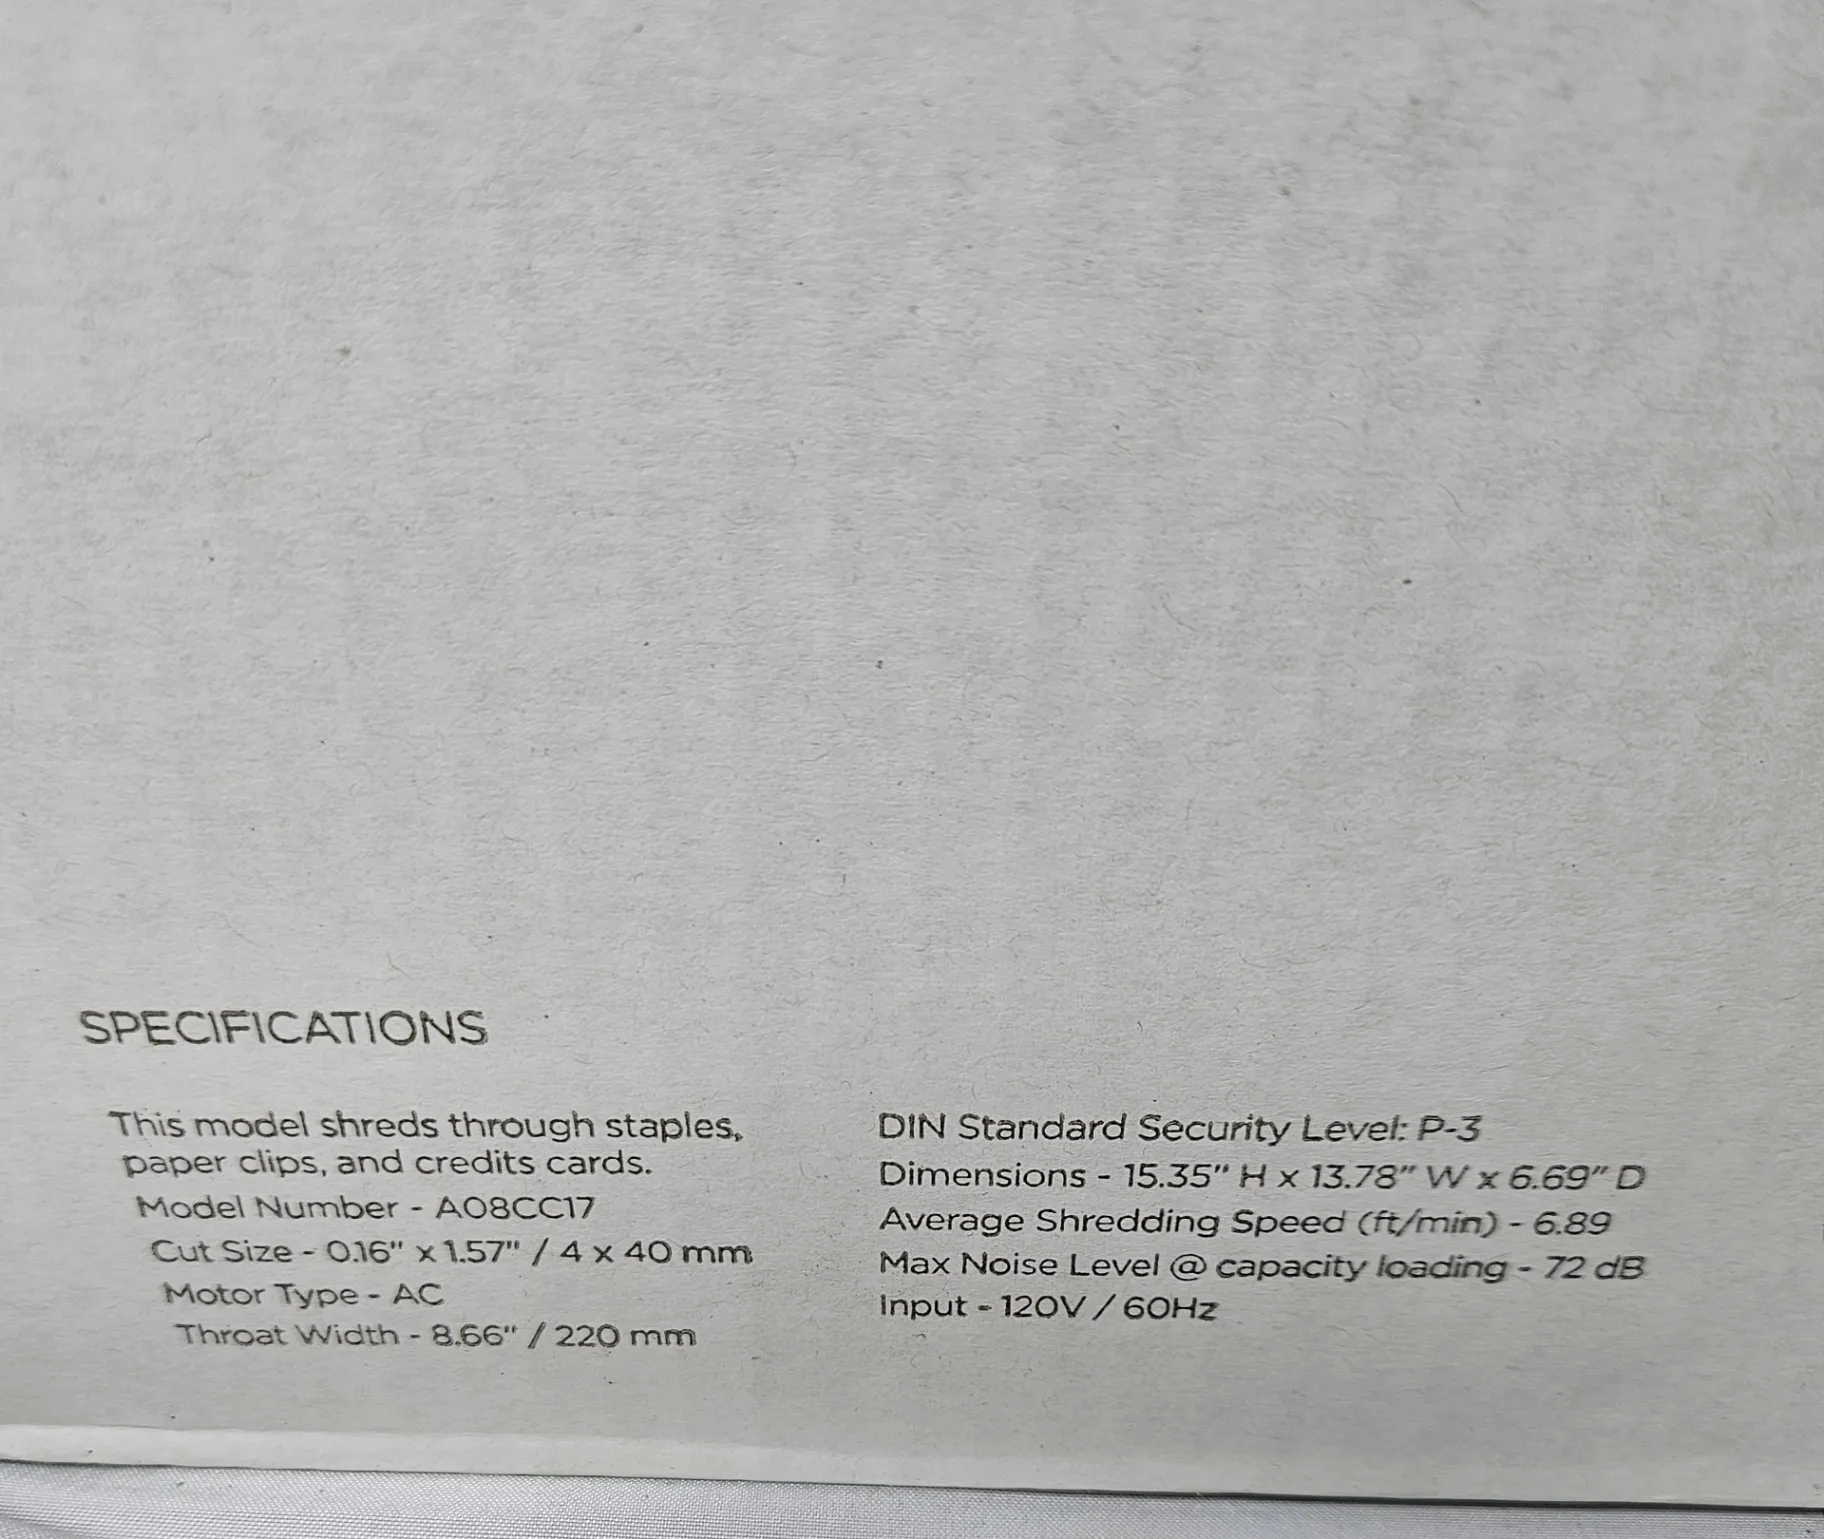 SPECIFICATIONS
This model shreds through staples,
paper clips, and credits cards.
Model Number - A08CC17
Cut Size - 0.16" x 1.57" / 4 x 40 mm
Motor Type - AC
Throat Width - 8.66" / 220 mm
DIN Standard Security Level: P-3
Dimensions - 15.35" H x 13.78" W x 6.69" D
Average Shredding Speed (ft/min) - 6.89
Max Noise Level @ capacity loading - 72 dB
Input - 120V / 60Hz